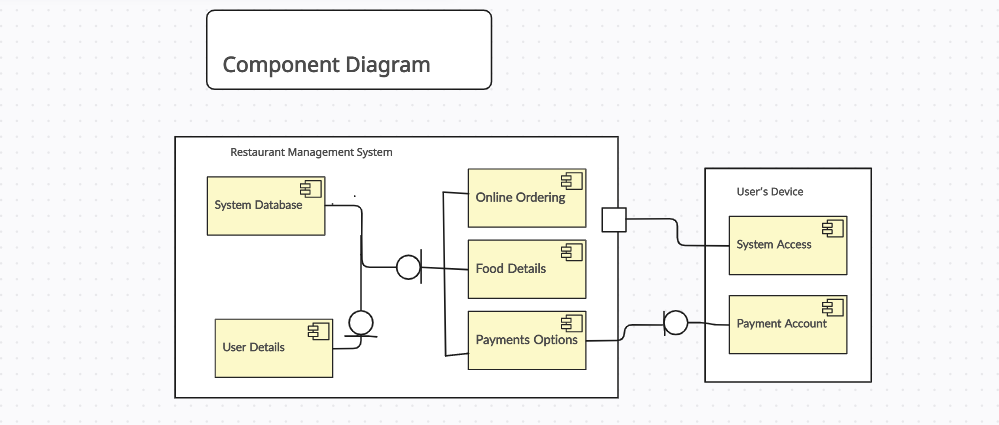 Component Diagram
Restaurant Management System
System Database
Online Ordering
User's Device
System Access
Food Details
Payments Options
Payment Account
User Details